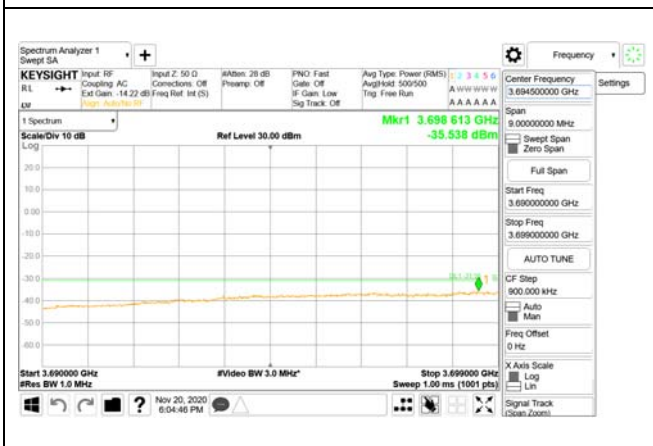 Spectrum Analyzer 1
Swept SA
+
Frequency
KEYSIGHT
RL
Input: RF
Coupling: AC
Ext Gain: -14.22 dB
Align: Auto/No RF
Input Z: 50 Ω
Corrections: Off
Freq Ref: Int (S)
#Atten: 28 dB
Preamp: Off
PNO: Fast
Gate: Off
IF Gain: Low
Sig Track: Off
Avg Type: Power (RMS)
Avg|Hold: 500/500
Trig: Free Run
1 2 3 4 5 6
A W W W W W
A A A A A A
1 Spectrum
Scale/Div 10 dB
Log
Ref Level 30.00 dBm
Mkr1 3.698 613 GHz
-35.538 dBm
20.0
10.0
0.00
-10.0
-20.0
-30.0
-40.0
-50.0
-60.0
1
Start 3.690000 GHz
#Res BW 1.0 MHz
#Video BW 3.0 MHz*
Stop 3.699000 GHz
Sweep 1.00 ms (1001 pts)
?
Nov 20, 2020
6:04:46 PM
Center Frequency
3.694500000 GHz
Settings
Span
9.00000000 MHz
Swept Span
Zero Span
Full Span
Start Freq
3.690000000 GHz
Stop Freq
3.699000000 GHz
AUTO TUNE
CF Step
900.000 kHz
Auto
Man
Freq Offset
0 Hz
X Axis Scale
Log
Lin
Signal Track
(Span Zoom)